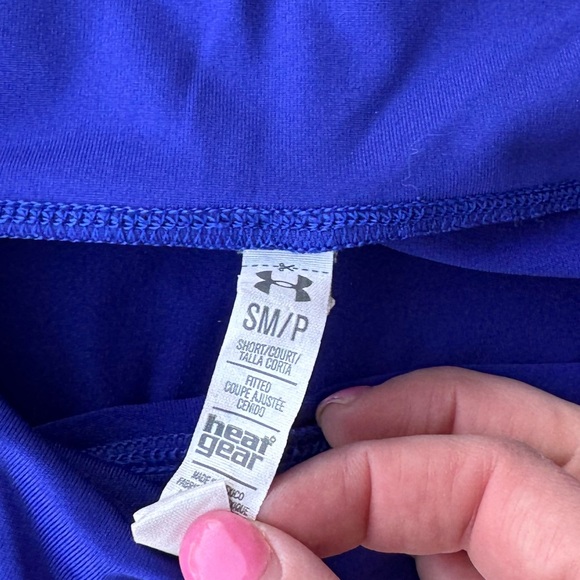 SM/P
SHORT/COURT/
TALLA CORTA
FITTED
COUPE AJUSTÉE
CEÑIDO
heat
gear